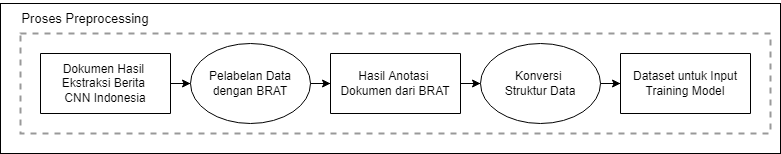 Proses Preprocessing
Dokumen Hasil
Ekstraksi Berita
CNN Indonesia
Pelabelan Data
dengan BRAT
Hasil Anotasi
Dokumen dari BRAT
Konversi
Struktur Data
Dataset untuk Input
Training Model